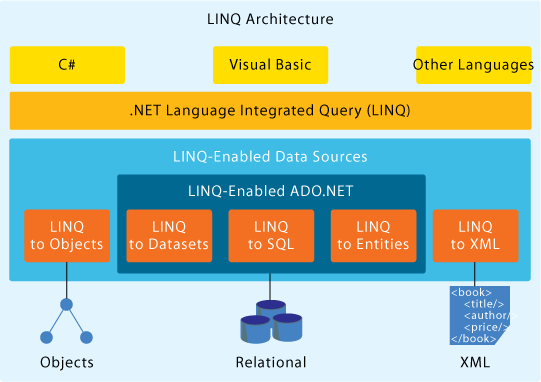 LINQ Architecture
C#
Visual Basic
Other Languages
.NET Language Integrated Query (LINQ)
LINQ-Enabled Data Sources
LINQ-Enabled ADO.NET
LINQ
to Objects
LINQ
to Datasets
LINQ
to SQL
LINQ
to Entities
LINQ
to XML
<book>
<title/>
<author/>
<price/>
</book>
Objects
Relational
XML